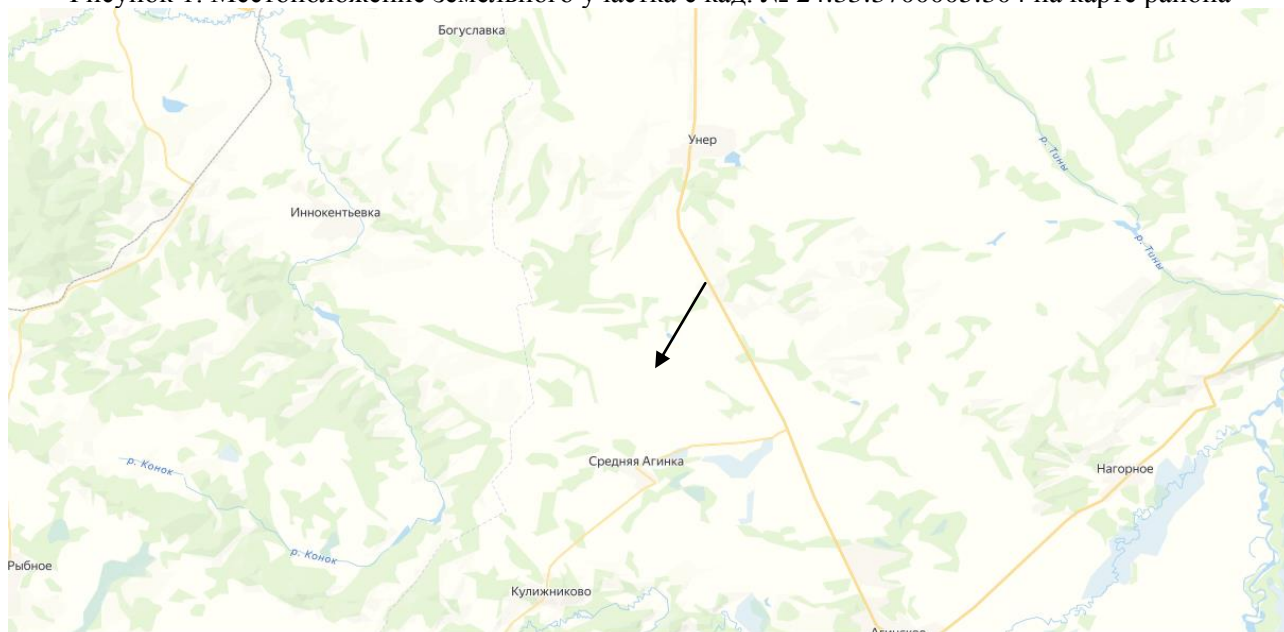 Богуславка
Унер
р. Тины
Иннокентьевка
р. Тины
Средняя Агинка
р. Конок
Нагорное
р. Конок
Рыбное
Кулижниково